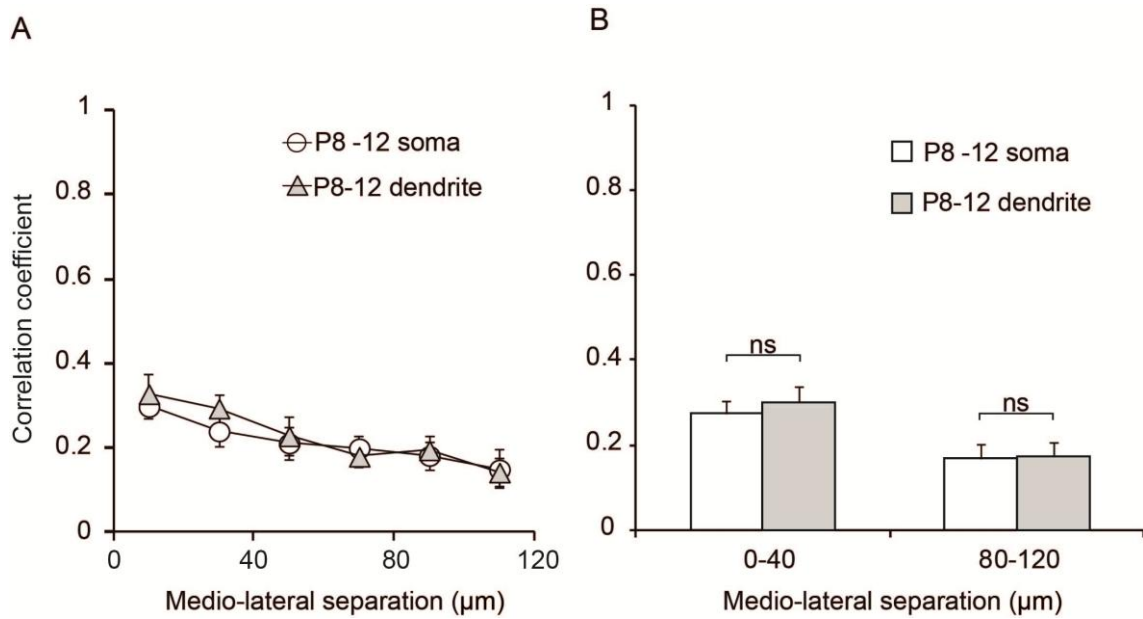 A
1
0.8
0.6
0.4
0.2
0
0
40
80
120
Correlation coefficient
Medio-lateral separation (µm)
P8 -12 soma
P8-12 dendrite
B
1
0.8
0.6
0.4
0.2
0
P8 -12 soma
P8-12 dendrite
ns
ns
0-40
80-120
Medio-lateral separation (µm)